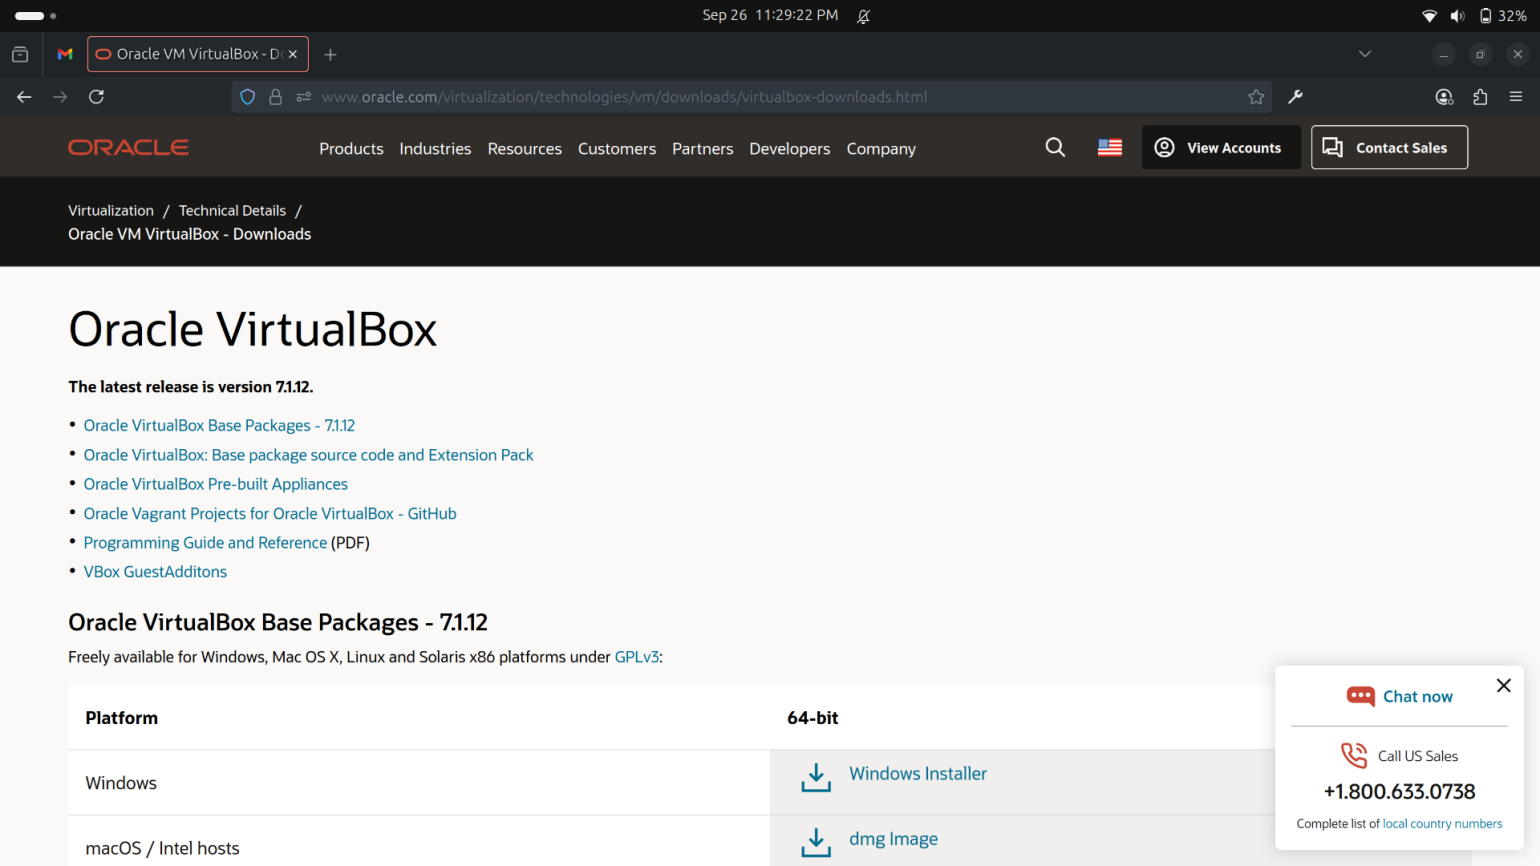 Sep 26 11:29:22 PM
32%
Oracle VM VirtualBox - D
www.oracle.com/virtualization/technologies/vm/downloads/virtualbox-downloads.html
ORACLE
Products Industries Resources Customers Partners Developers Company
View Accounts
Contact Sales
Virtualization / Technical Details /
Oracle VM VirtualBox - Downloads
Oracle VirtualBox
The latest release is version 7.1.12.
• Oracle VirtualBox Base Packages - 7.1.12
• Oracle VirtualBox: Base package source code and Extension Pack
• Oracle VirtualBox Pre-built Appliances
• Oracle Vagrant Projects for Oracle VirtualBox - GitHub
• Programming Guide and Reference (PDF)
• VBox GuestAdditons
Oracle VirtualBox Base Packages - 7.1.12
Freely available for Windows, Mac OS X, Linux and Solaris x86 platforms under GPLv3:
Platform 64-bit
Windows Windows Installer
macOS / Intel hosts dmg Image
Chat now
Call US Sales
+1.800.633.0738
Complete list of local country numbers